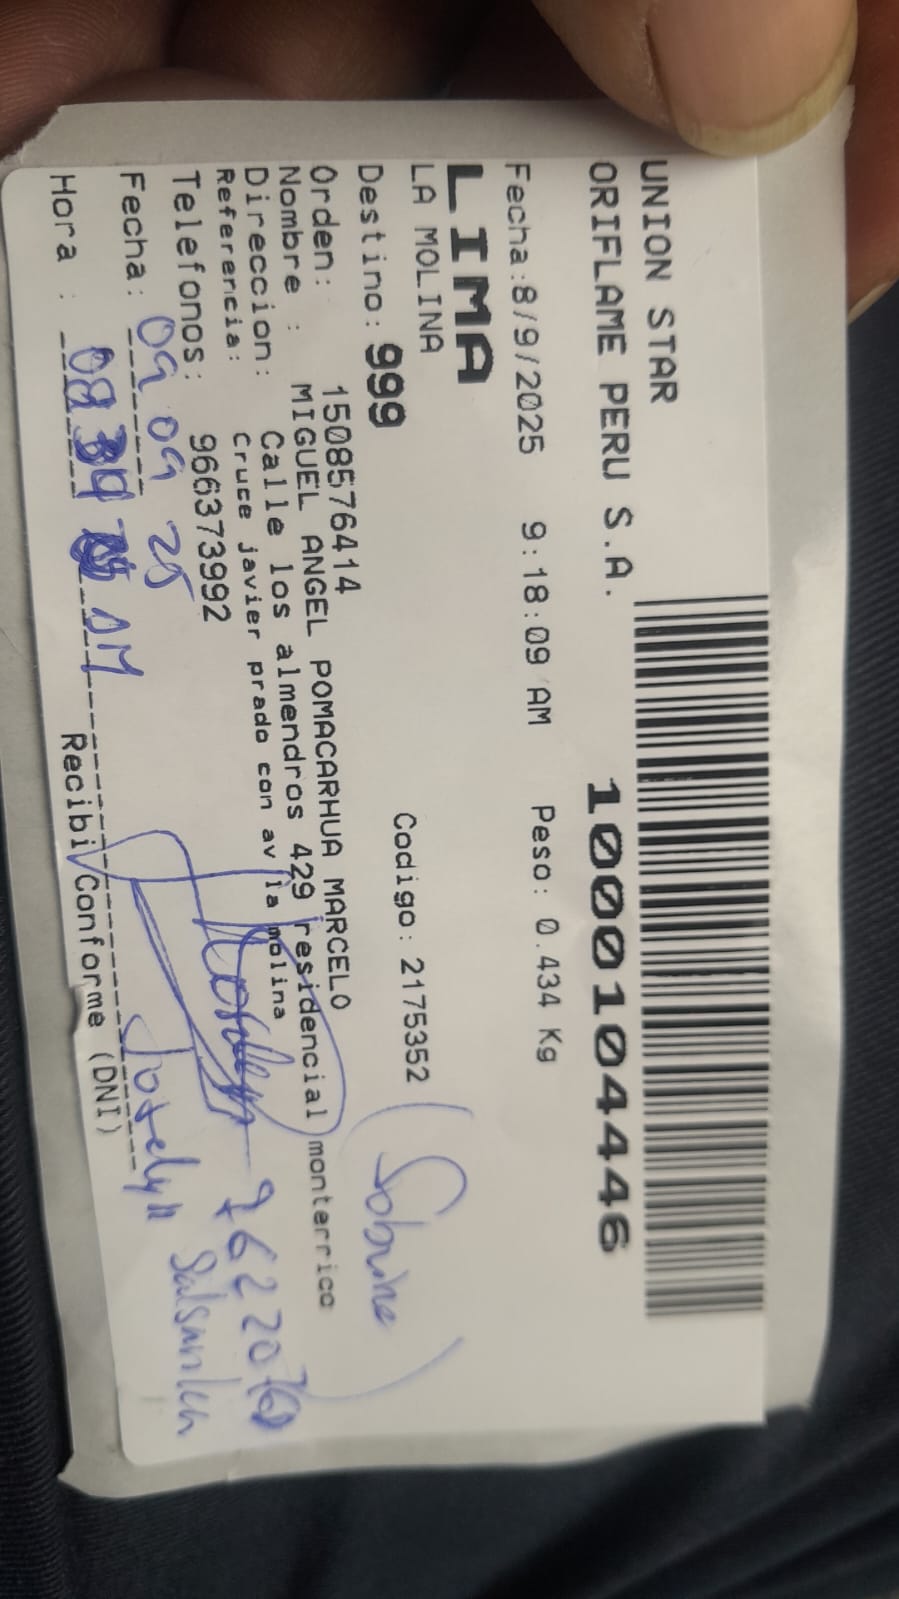 UNION STAR
ORIFLAME PERU S.A.
1000104446
Fecha:8/9/2025 9:18:09 AM Peso: 0.434 Kg
LIMA
LA MOLINA
Destino: 999 Codigo: 2175352
(Sobrina)
Orden: 1508576414
Nombre : MIGUEL ANGEL POMACARHUA MARCELO
Direccion: Calle los almendros 429 residencial monterrico
Referencia: Cruce javier prado con av la molina
Telefonos: 966373992
Fecha: 09 09 25
Hora : 08 AM
Recibi Conforme (DNI)
Joselyn